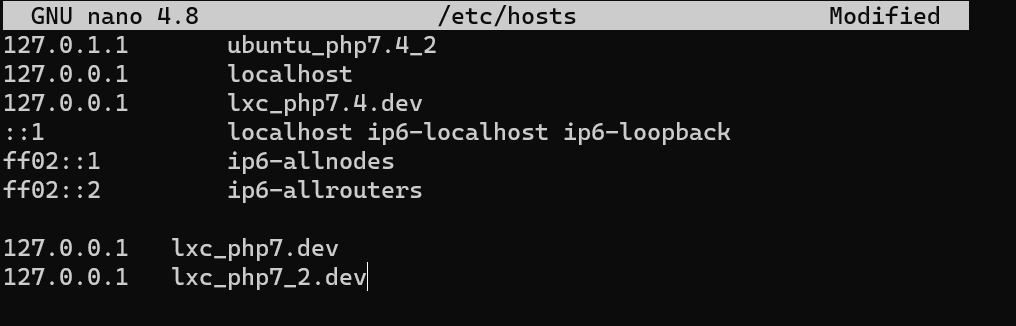 GNU nano 4.8 /etc/hosts Modified
127.0.1.1 ubuntu_php7.4_2
127.0.0.1 localhost
127.0.0.1 lxc_php7.4.dev
::1 localhost ip6-localhost ip6-loopback
ff02::1 ip6-allnodes
ff02::2 ip6-allrouters
127.0.0.1 lxc_php7.dev
127.0.0.1 lxc_php7_2.dev